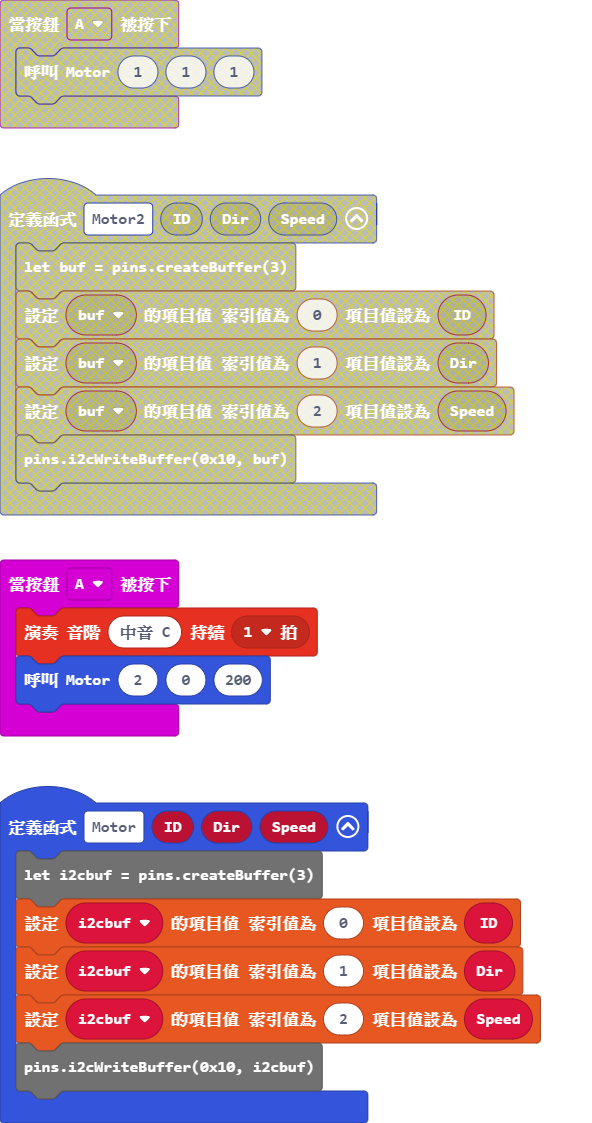 當按鈕 A 被按下
呼叫 Motor 1 1 1
定義函式 Motor2 ID Dir Speed
let buf = pins.createBuffer(3)
設定 buf 的項目值 索引值為 0 項目值設為 ID
設定 buf 的項目值 索引值為 1 項目值設為 Dir
設定 buf 的項目值 索引值為 2 項目值設為 Speed
pins.i2cWriteBuffer(0x10, buf)
當按鈕 A 被按下
演奏 音階 中音 C 持續 1 拍
呼叫 Motor 2 0 200
定義函式 Motor ID Dir Speed
let i2cbuf = pins.createBuffer(3)
設定 i2cbuf 的項目值 索引值為 0 項目值設為 ID
設定 i2cbuf 的項目值 索引值為 1 項目值設為 Dir
設定 i2cbuf 的項目值 索引值為 2 項目值設為 Speed
pins.i2cWriteBuffer(0x10, i2cbuf)